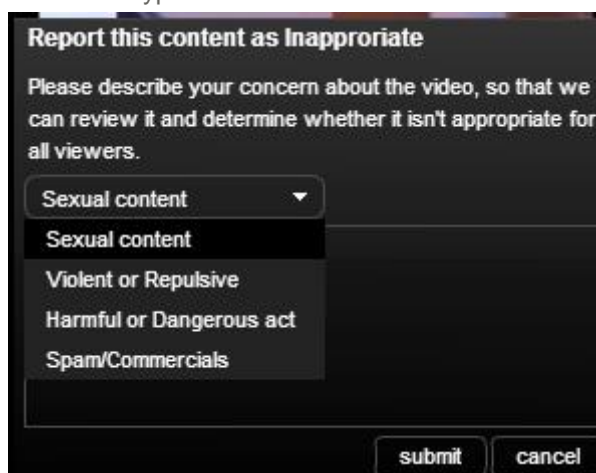 Report this content as Inapproriate
Please describe your concern about the video, so that we
can review it and determine whether it isn't appropriate for
all viewers.
Sexual content
Sexual content
Violent or Repulsive
Harmful or Dangerous act
Spam/Commercials
submit cancel